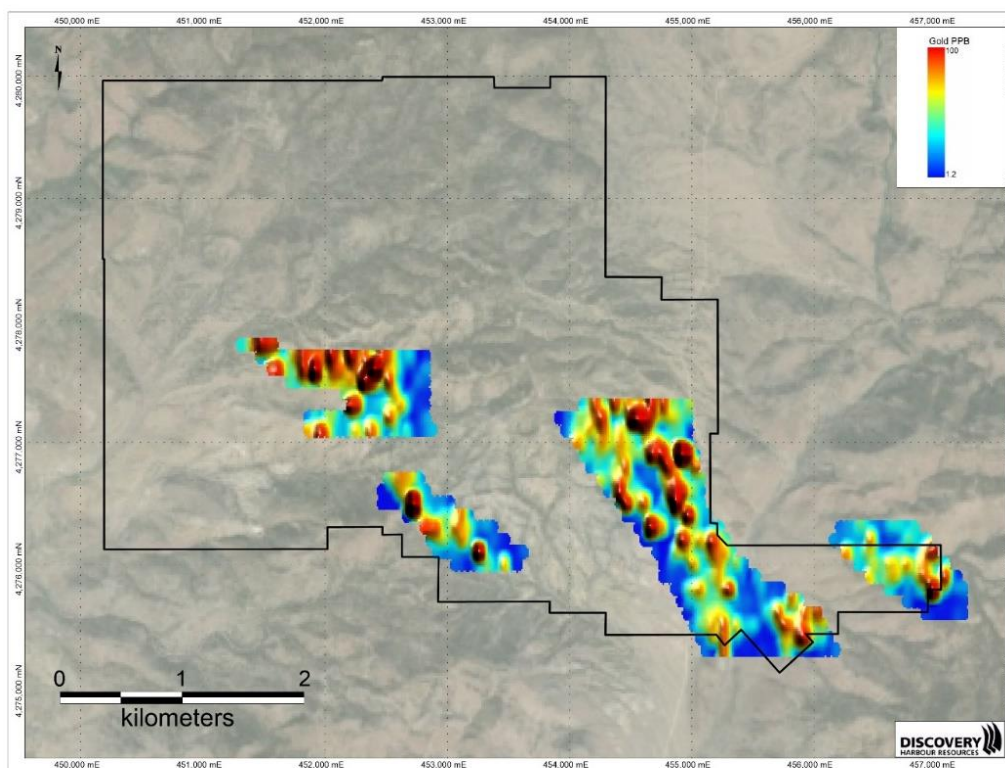 450,000 mE 451,000 mE 452,000 mE 453,000 mE 454,000 mE 455,000 mE 456,000 mE 457,000 mE
N
Gold PPB
100
1.2
4,280,000 mN
4,279,000 mN
4,278,000 mN
4,277,000 mN
4,276,000 mN
4,275,000 mN
0 1 2
kilometers
DISCOVERY
HARBOUR RESOURCES
450,000 mE 451,000 mE 452,000 mE 453,000 mE 454,000 mE 455,000 mE 456,000 mE 457,000 mE